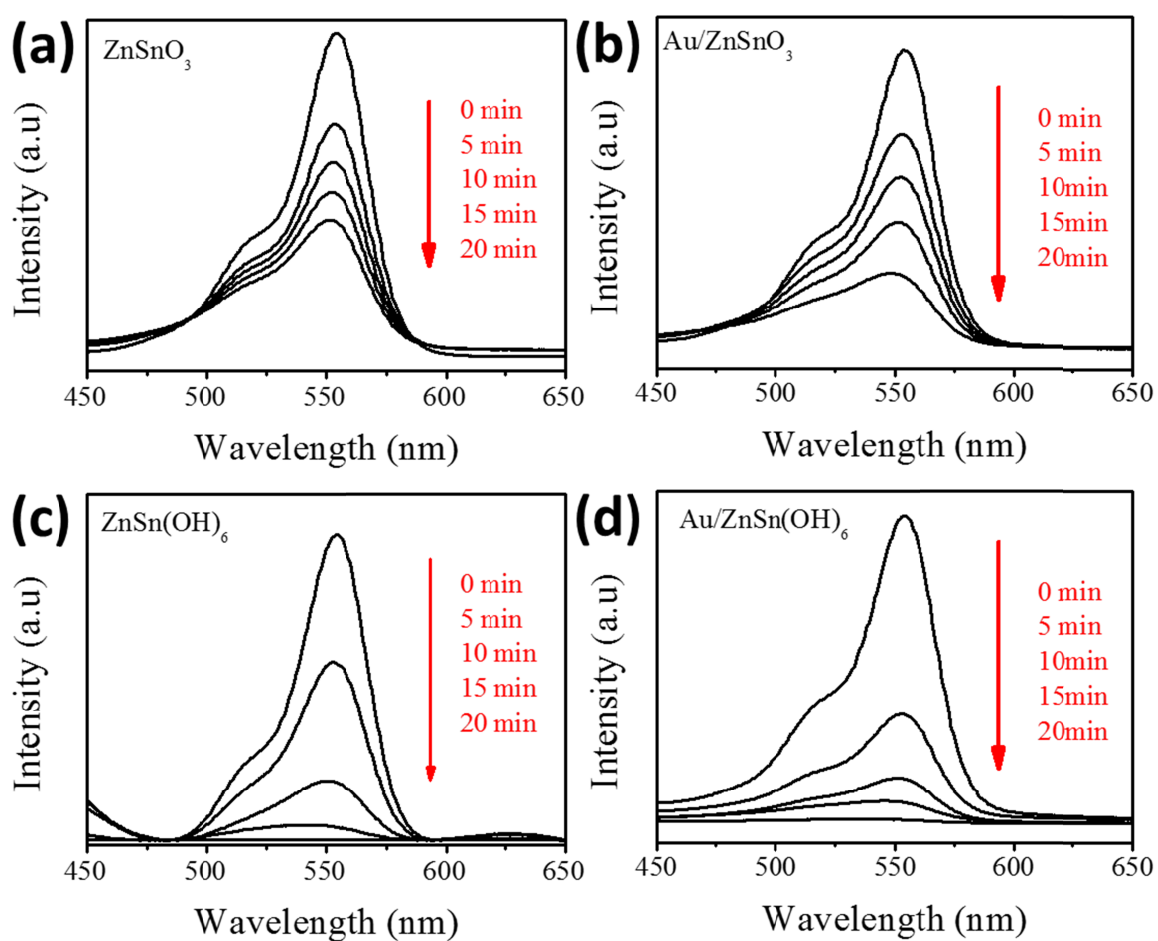 (a)
ZnSnO3
0 min
5 min
10 min
15 min
20 min
Intensity (a.u)
450 500 550 600 650
Wavelength (nm)
(b)
Au/ZnSnO3
0 min
5 min
10min
15min
20min
Intensity (a.u)
450 500 550 600 650
Wavelength (nm)
(c)
ZnSn(OH)6
0 min
5 min
10 min
15 min
20 min
Intensity (a.u)
450 500 550 600 650
Wavelength (nm)
(d)
Au/ZnSn(OH)6
0 min
5 min
10min
15min
20min
Intensity (a.u)
450 500 550 600 650
Wavelength (nm)